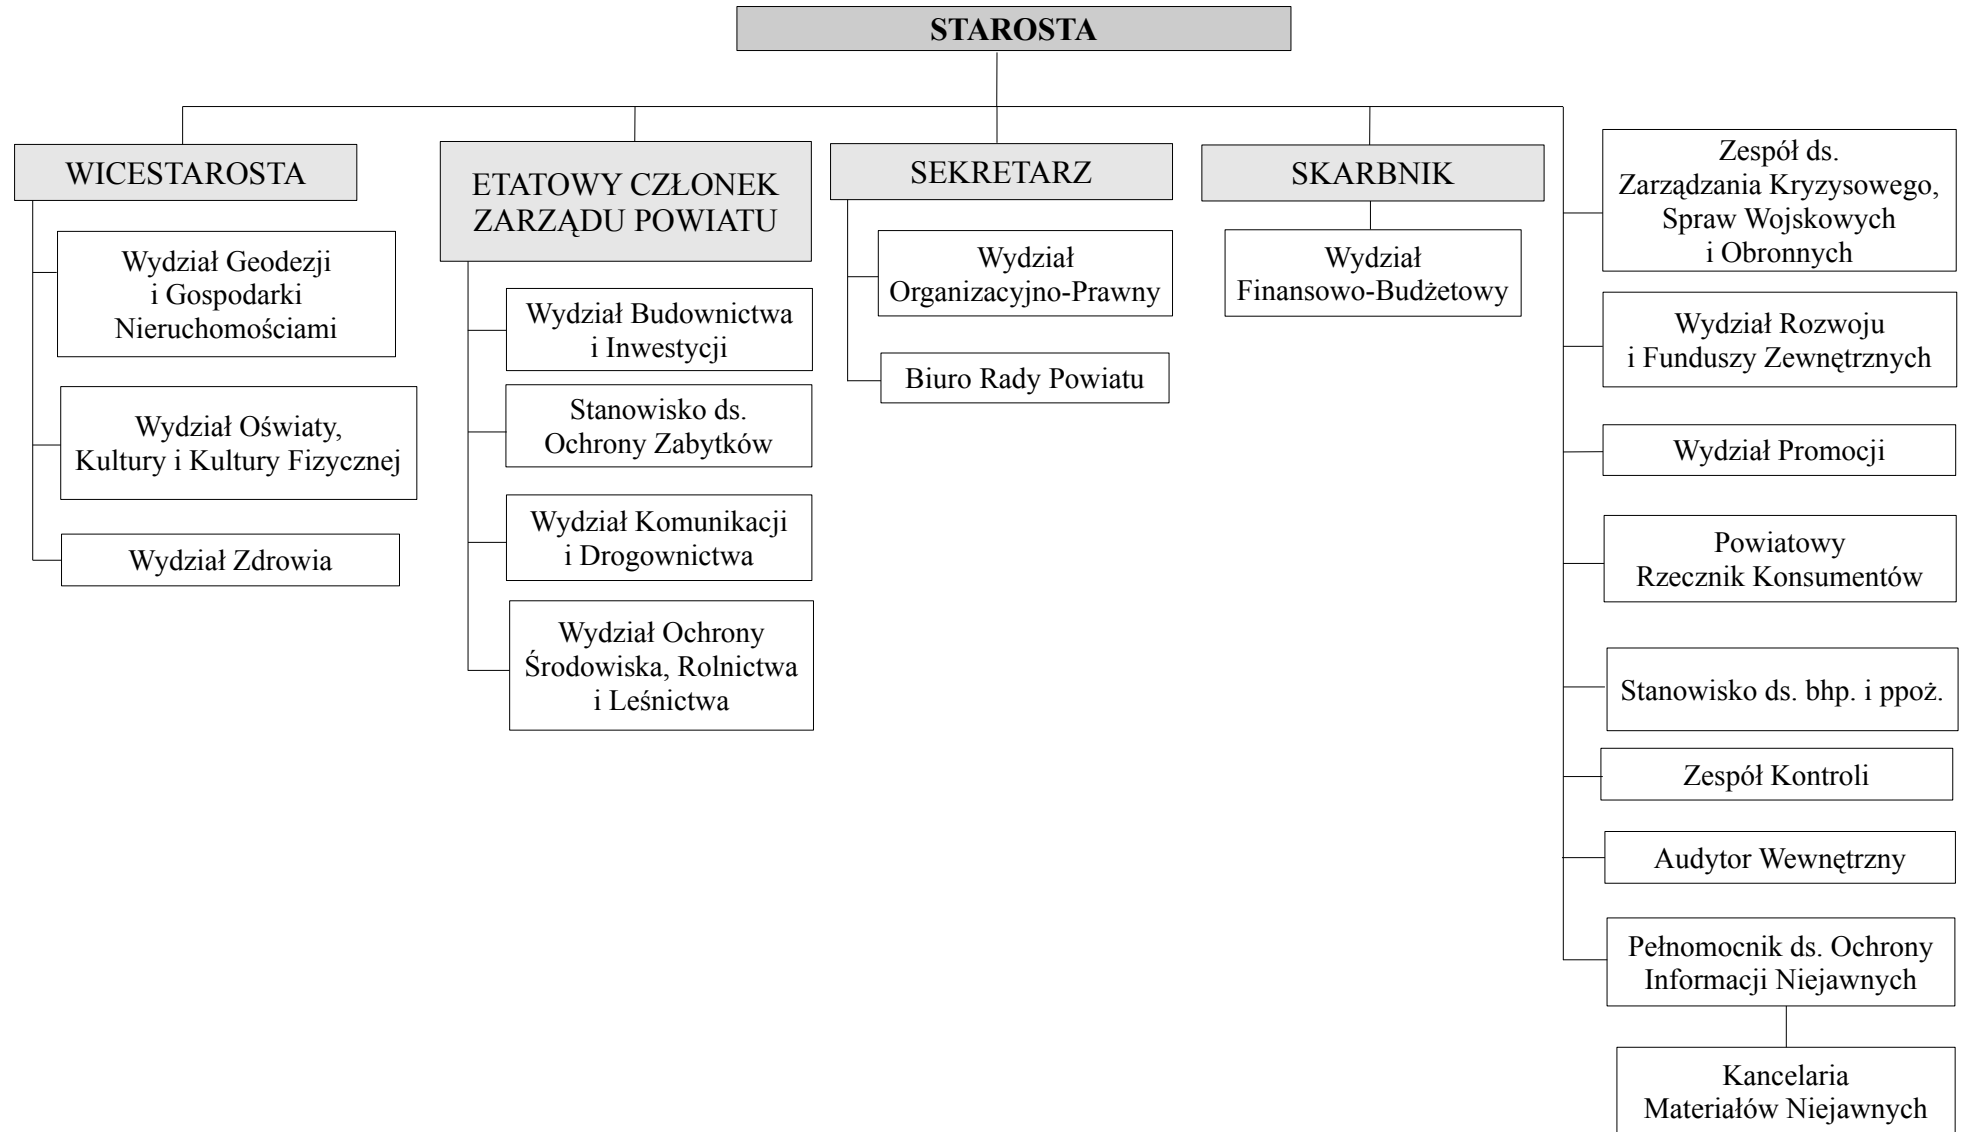 STAROSTA
WICESTAROSTA
Wydział Geodezji
i Gospodarki
Nieruchomościami
Wydział Oświaty,
Kultury i Kultury Fizycznej
Wydział Zdrowia
ETATOWY CZŁONEK
ZARZĄDU POWIATU
Wydział Budownictwa
i Inwestycji
Stanowisko ds.
Ochrony Zabytków
Wydział Komunikacji
i Drogownictwa
Wydział Ochrony
Środowiska, Rolnictwa
i Leśnictwa
SEKRETARZ
Wydział
Organizacyjno-Prawny
Biuro Rady Powiatu
SKARBNIK
Wydział
Finansowo-Budżetowy
Zespół ds.
Zarządzania Kryzysowego,
Spraw Wojskowych
i Obronnych
Wydział Rozwoju
i Funduszy Zewnętrznych
Wydział Promocji
Powiatowy
Rzecznik Konsumentów
Stanowisko ds. bhp. i ppoż.
Zespół Kontroli
Audytor Wewnętrzny
Pełnomocnik ds. Ochrony
Informacji Niejawnych
Kancelaria
Materiałów Niejawnych